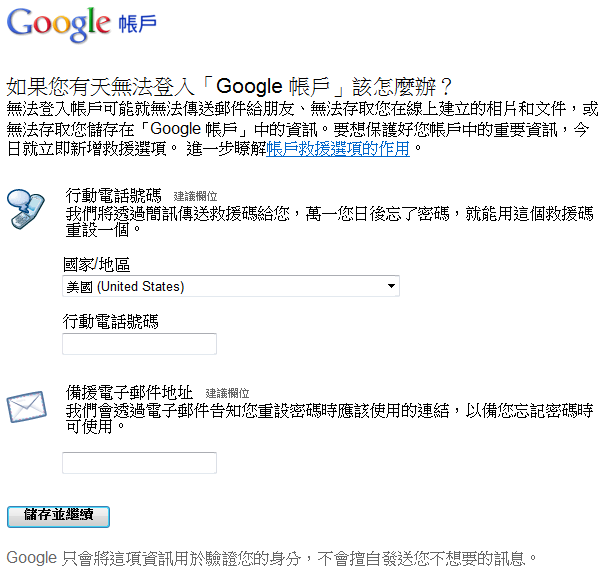 Google 帳戶
如果您有天無法登入「Google 帳戶」該怎麼辦？
無法登入帳戶可能就無法傳送郵件給朋友、無法存取您在線上建立的相片和文件，或
無法存取您儲存在「Google 帳戶」中的資訊。要想保護好您帳戶中的重要資訊，今
日就立即新增救援選項。 進一步瞭解帳戶救援選項的作用。
行動電話號碼 建議欄位
我們將透過簡訊傳送救援碼給您，萬一您日後忘了密碼，就能用這個救援碼
重設一個。
國家/地區
美國 (United States)
行動電話號碼
備援電子郵件地址 建議欄位
我們會透過電子郵件告知您重設密碼時應該使用的連結，以備您忘記密碼時
可使用。
儲存並繼續
Google 只會將這項資訊用於驗證您的身分，不會擅自發送您不想要的訊息。